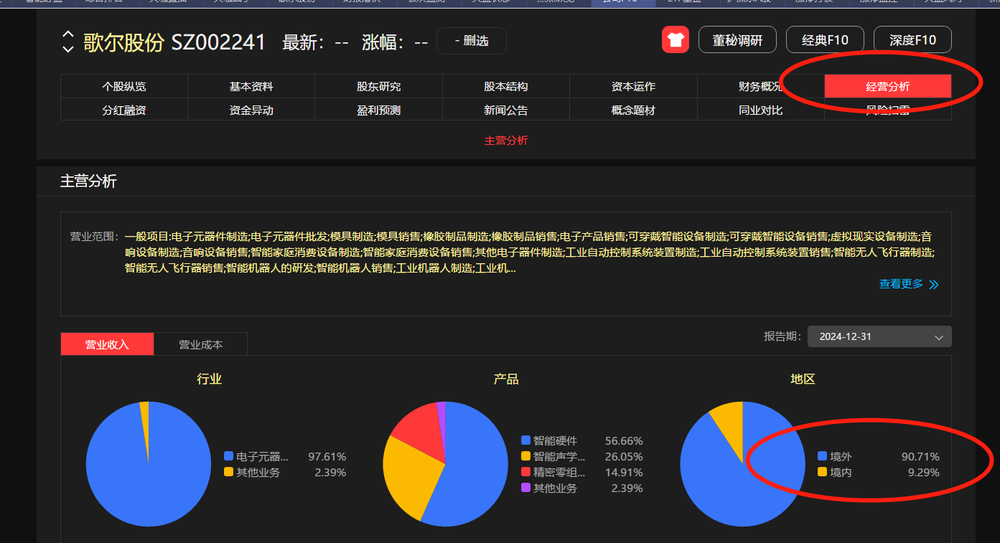 歌尔股份 SZ002241 最新: -- 涨幅: -- - 删选 董秘调研 经典F10 深度F10
个股纵览 基本资料 股东研究 股本结构 资本运作 财务概况 经营分析
分红融资 资金异动 盈利预测 新闻公告 概念题材 同业对比 风险扫雷
主营分析
主营分析
营业范围: 一般项目:电子元器件制造;电子元器件批发;模具制造;模具销售;橡胶制品制造;橡胶制品销售;电子产品销售;可穿戴智能设备制造;可穿戴智能设备销售;虚拟现实设备制造;音
响设备制造;音响设备销售;智能家庭消费设备制造;智能家庭消费设备销售;其他电子器件制造;工业自动控制系统装置制造;工业自动控制系统装置销售;智能无人飞行器制造;
智能无人飞行器销售;智能机器人的研发;智能机器人销售;工业机器人制造;工业机...
查看更多
营业收入 营业成本 报告期: 2024-12-31
行业
电子元器... 97.61%
其他业务 2.39%
产品
智能硬件 56.66%
智能声学... 26.05%
精密零组... 14.91%
其他业务 2.39%
地区
境外 90.71%
境内 9.29%